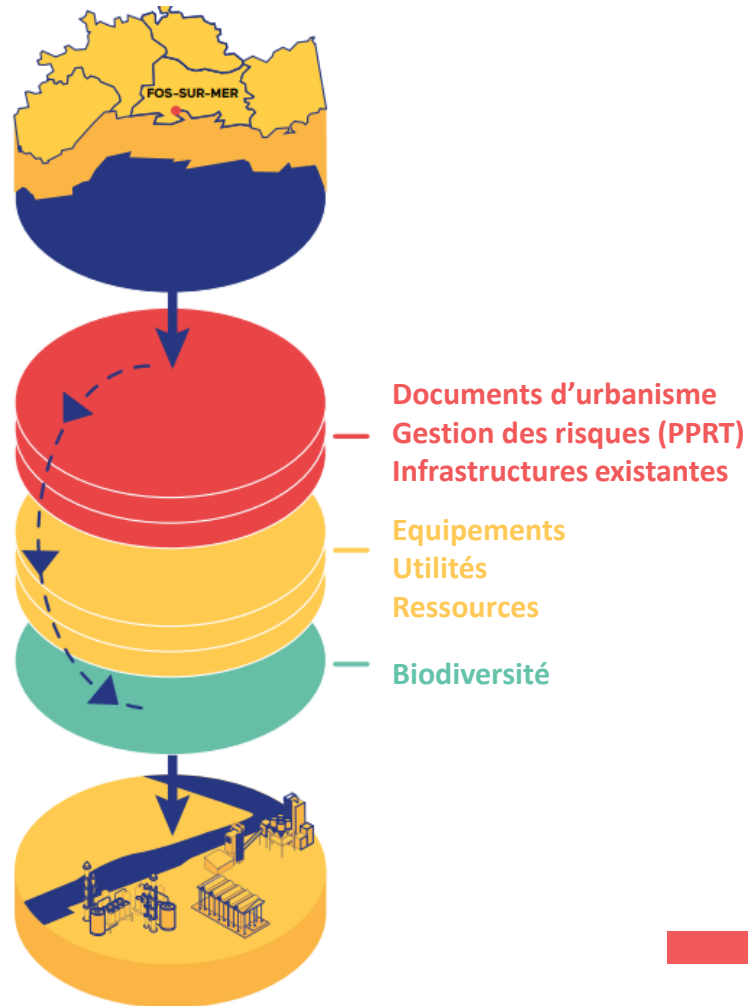 FOS-SUR-MER
Documents d’urbanisme
Gestion des risques (PPRT)
Infrastructures existantes
Equipements
Utilités
Ressources
Biodiversité